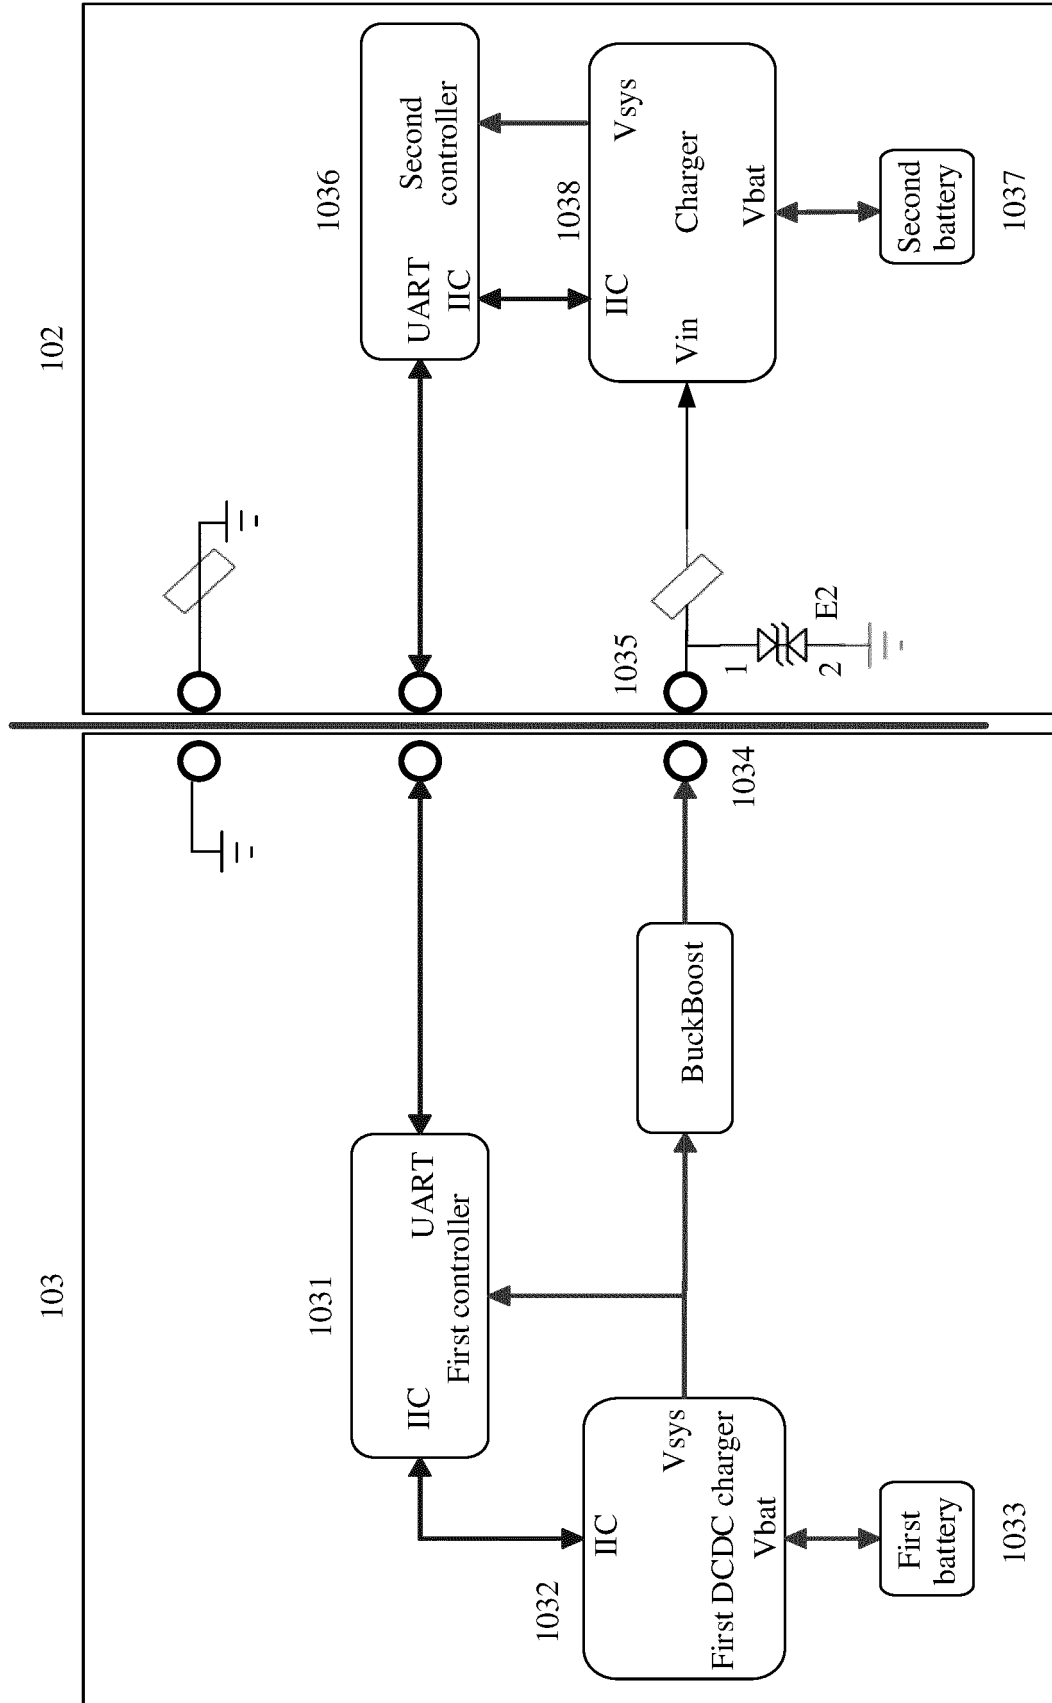 103
1031
IIC
UART
First controller
1032
IIC
Vsys
First DCDC charger
Vbat
First
battery
1033
BuckBoost
1034
102
1036
Second
controller
UART
IIC
1038
IIC
Vsys
Charger
Vin
Vbat
Second
battery
1037
1035
1
2
E2